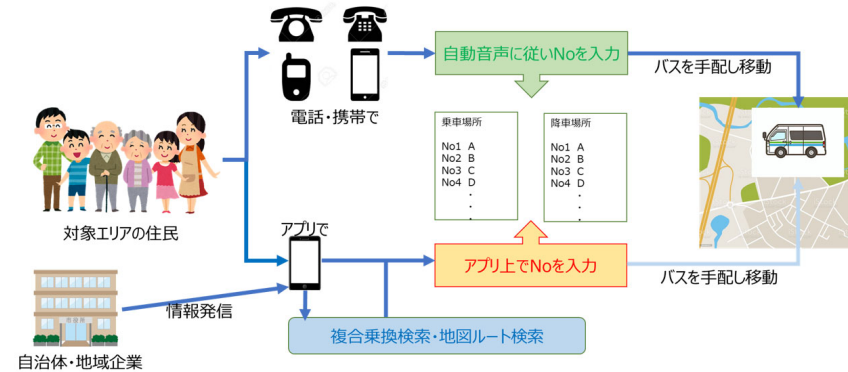 自動音声に従いNoを入力
バスを手配し移動
電話・携帯で
乗車場所
No1 A
No2 B
No3 C
No4 D
・
・
・
降車場所
No1 A
No2 B
No3 C
No4 D
・
・
・
対象エリアの住民
アプリで
アプリ上でNoを入力
バスを手配し移動
情報発信
複合乗換検索・地図ルート検索
自治体・地域企業